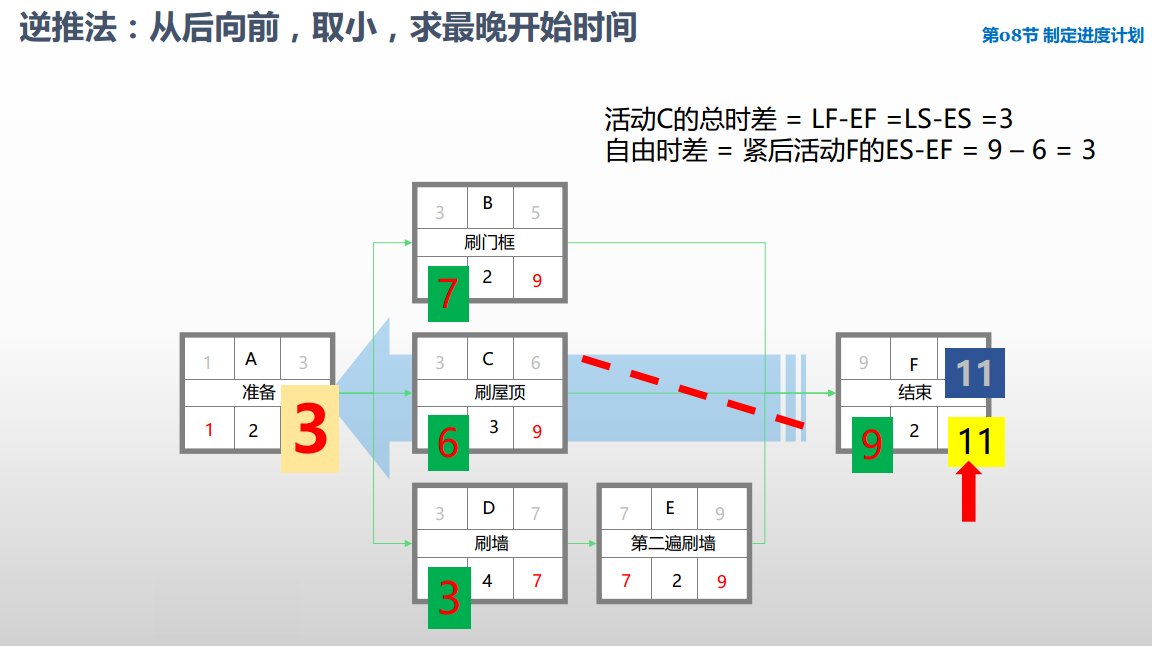 逆推法：从后向前，取小，求最晚开始时间
第08节 制定进度计划
活动C的总时差 = LF-EF =LS-ES =3
自由时差 = 紧后活动F的ES-EF = 9 – 6 = 3
3 B 5
刷门框
7 2 9
1 A 3
准备
1 2 3
3 C 6
刷屋顶
6 3 9
9 F 11
结束
9 2 11
3 D 7
刷墙
3 4 7
7 E 9
第二遍刷墙
7 2 9